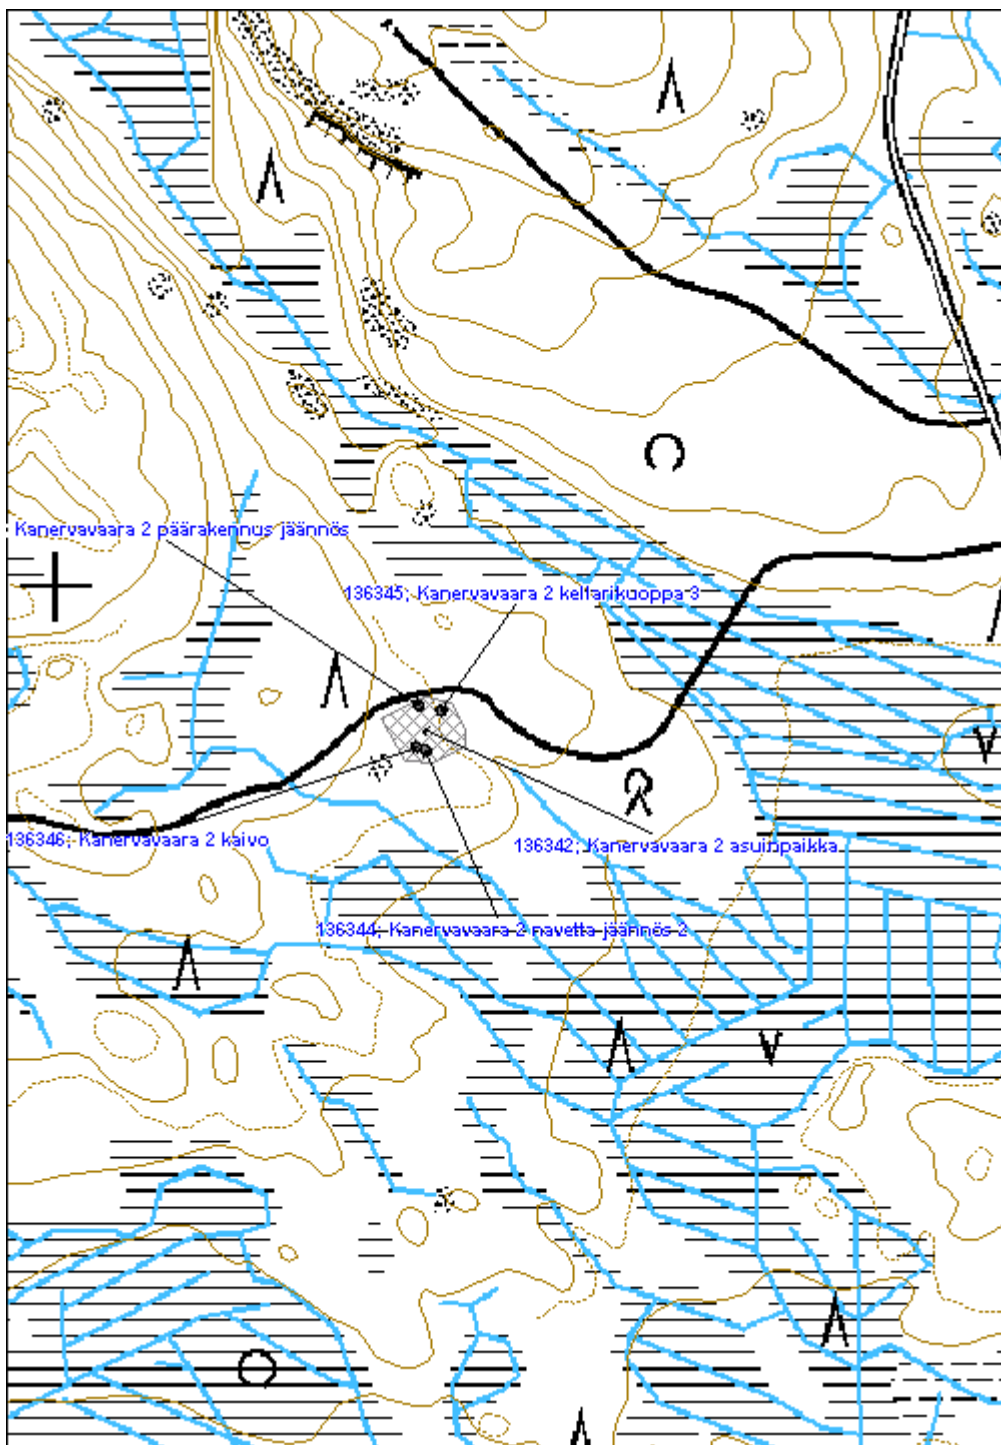 Kanervavaara 2 päärakennus jäännös
136345; Kanervavaara 2 kellarikuoppa 3
136346; Kanervavaara 2 kaivo
136342; Kanervavaara 2 asuinpaikka
136344; Kanervavaara 2 navetta jäännös 2